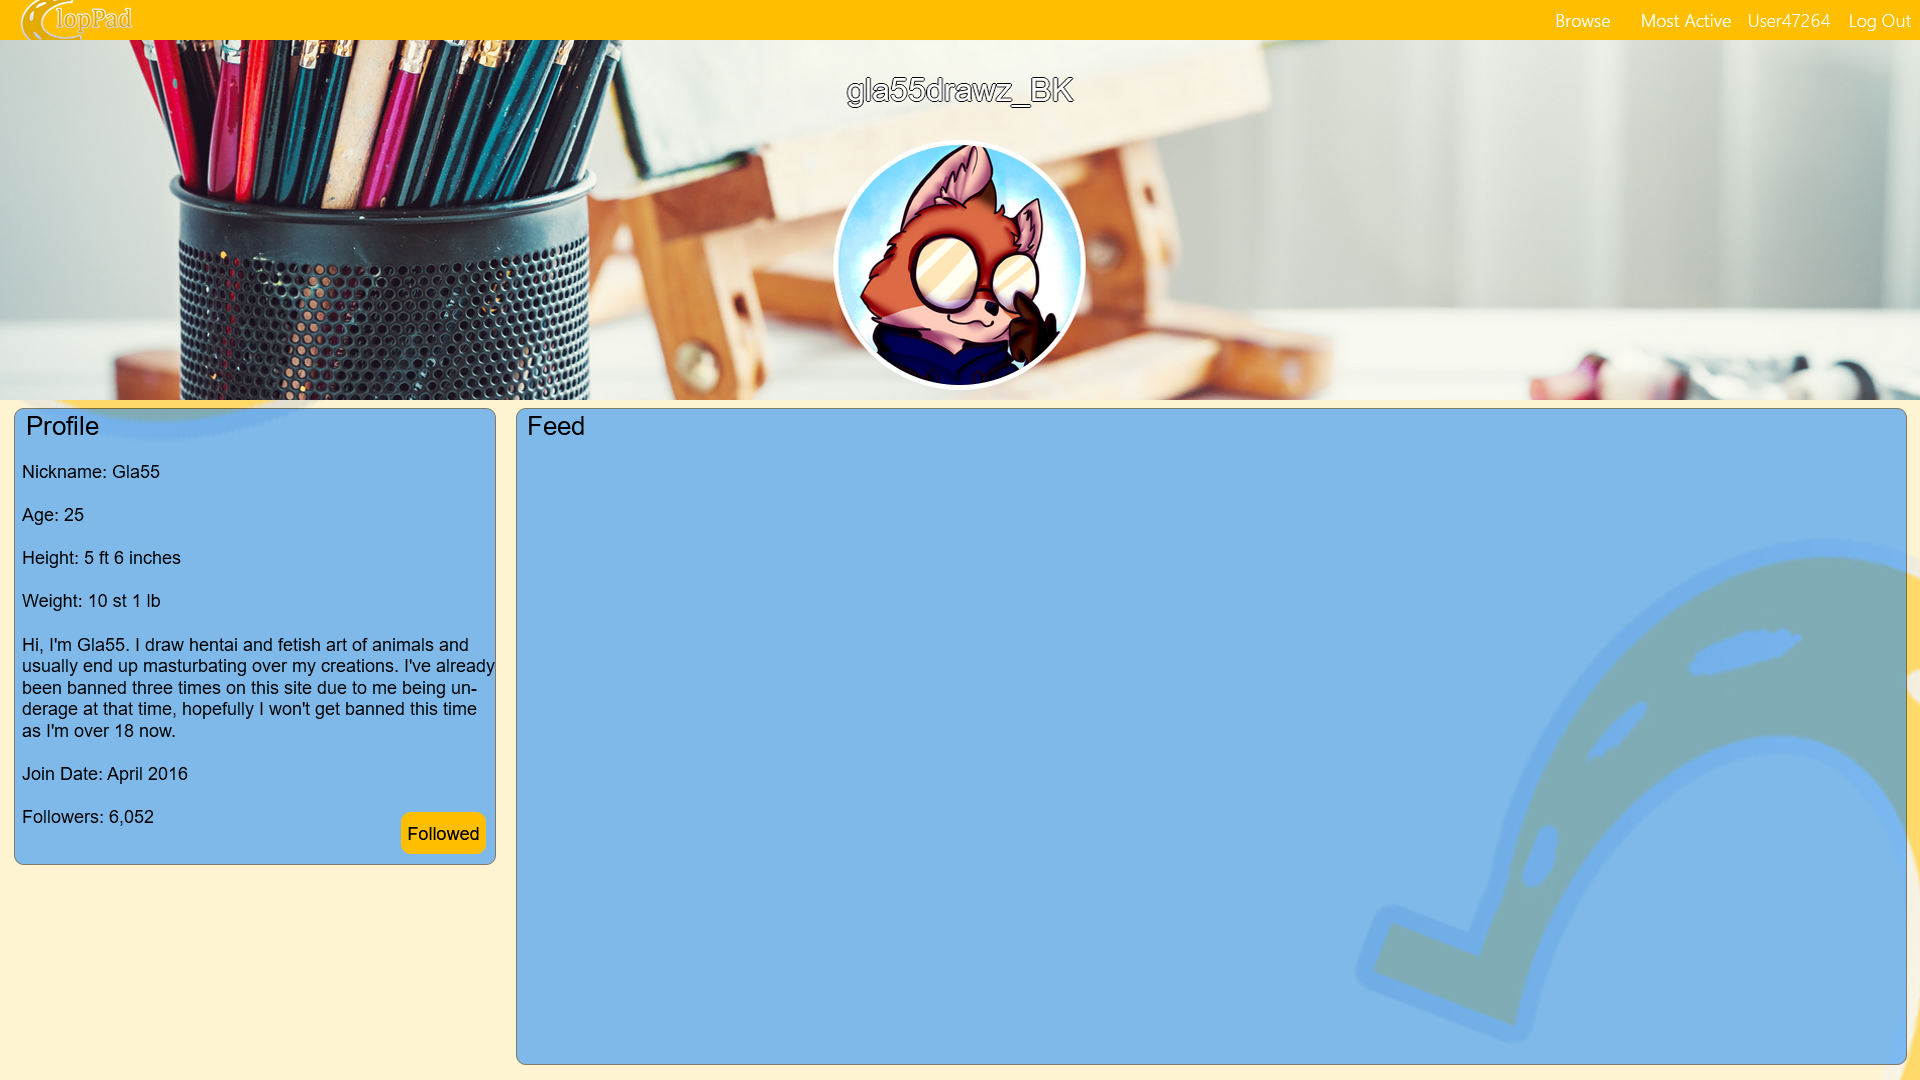 ClopPad
Browse Most Active User47264 Log Out
gla55drawz_BK
Profile
Nickname: Gla55
Age: 25
Height: 5 ft 6 inches
Weight: 10 st 1 lb
Hi, I'm Gla55. I draw hentai and fetish art of animals and
usually end up masturbating over my creations. I've already
been banned three times on this site due to me being un-
derage at that time, hopefully I won't get banned this time
as I'm over 18 now.
Join Date: April 2016
Followers: 6,052
Followed
Feed